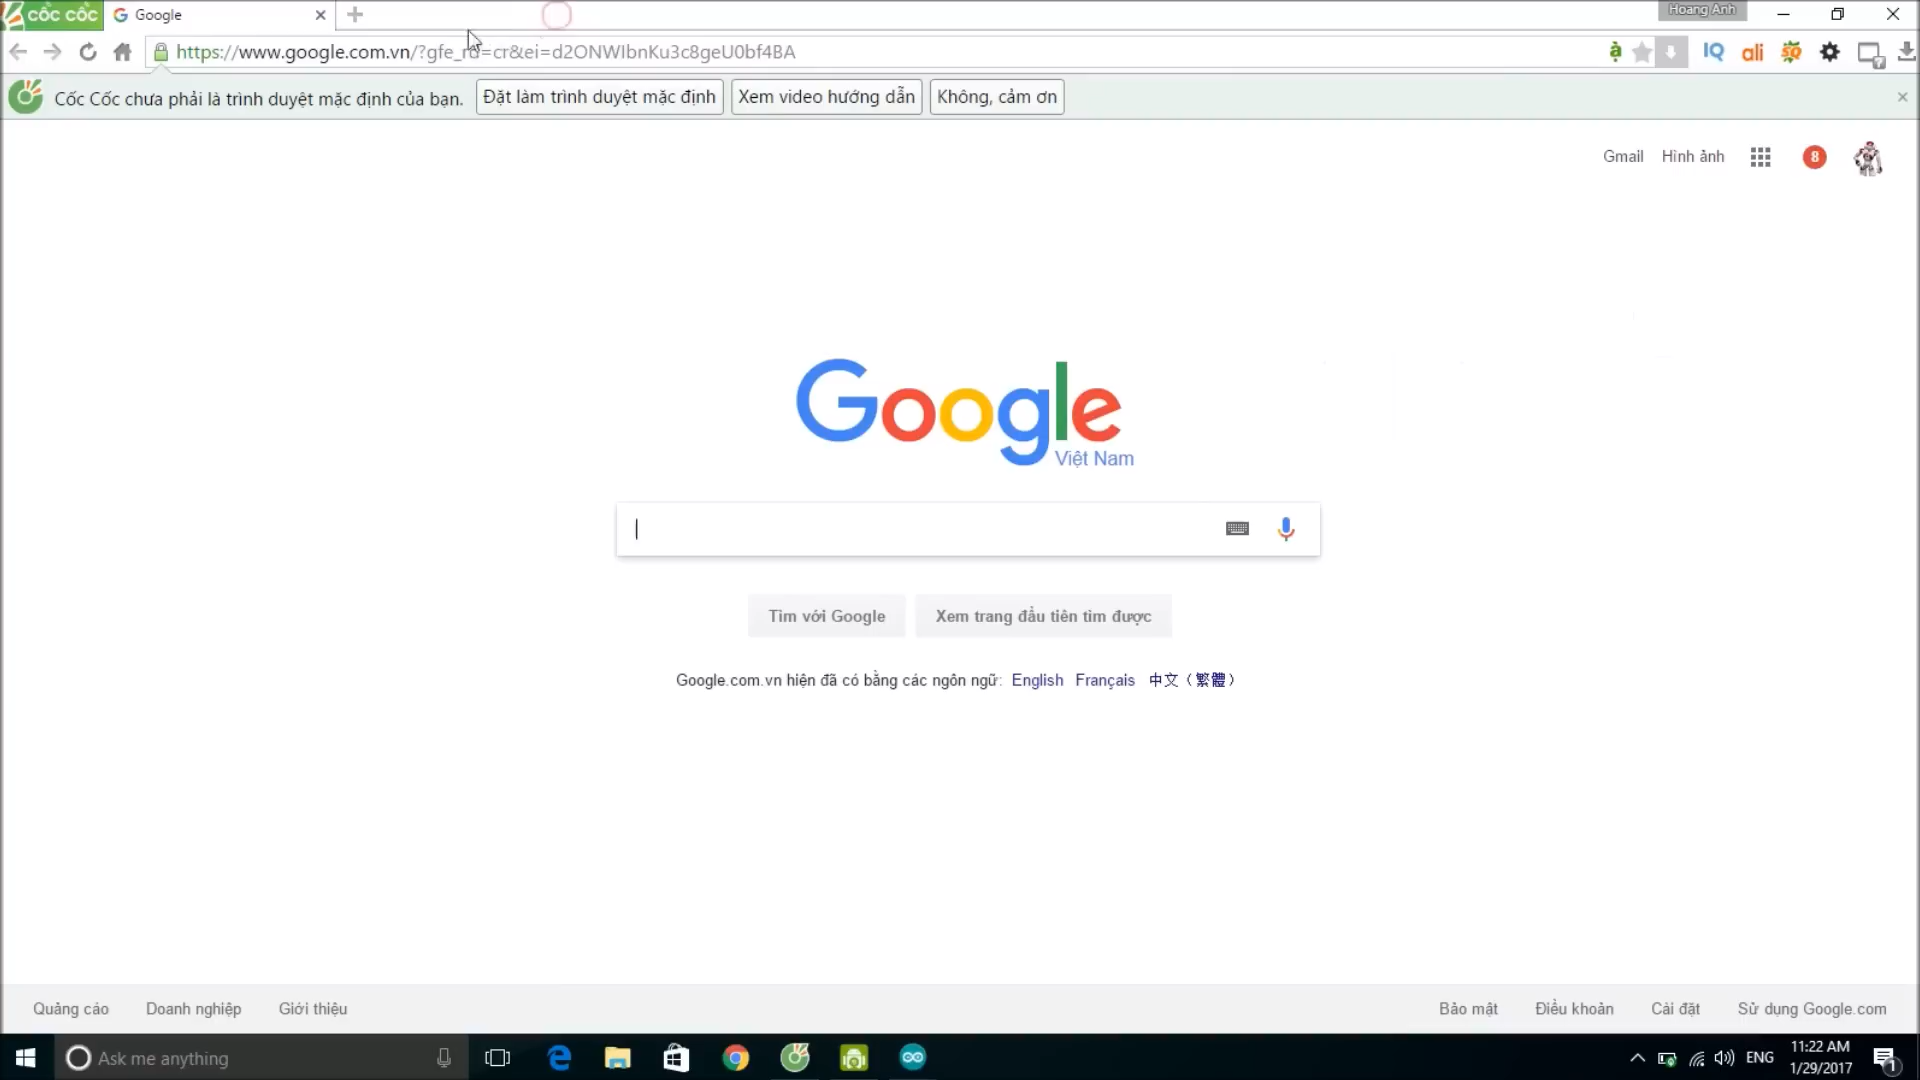 cốc cốc
Google
Hoang Anh
https://www.google.com.vn/?gfe_rd=cr&ei=d2ONWIbnKu3c8geU0bf4BA
Cốc Cốc chưa phải là trình duyệt mặc định của bạn.
Đặt làm trình duyệt mặc định
Xem video hướng dẫn
Không, cảm ơn
Gmail
Hình ảnh
8
Google
Việt Nam
Tìm với Google
Xem trang đầu tiên tìm được
Google.com.vn hiện đã có bằng các ngôn ngữ: English Français 中文（繁體）
Quảng cáo
Doanh nghiệp
Giới thiệu
Bảo mật
Điều khoản
Cài đặt
Sử dụng Google.com
Ask me anything
ENG
11:22 AM
1/29/2017
1